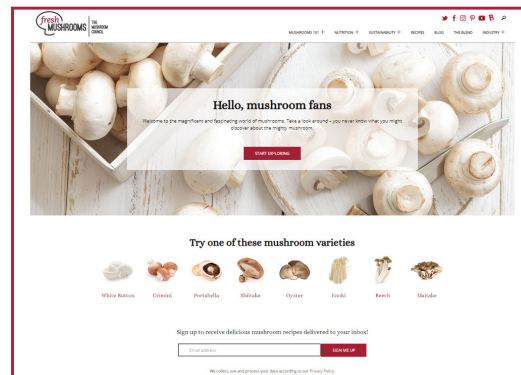 fresh
MUSHROOMS
THE
MUSHROOM
COUNCIL
MUSHROOMS 101 + NUTRITION + SUSTAINABILITY + RECIPES BLOG THE BLEND INDUSTRY +
Hello, mushroom fans
Welcome to the magnificent and fascinating world of mushrooms. Take a look around – you never know what you might
discover about the mighty mushroom.
START EXPLORING
Try one of these mushroom varieties
White Button Crimini Portabella Shiitake Oyster Enoki Beech Maitake
Sign up to receive delicious mushroom recipes delivered to your inbox!
Email address
SIGN ME UP
We collect, use and process your data according to our Privacy Policy.